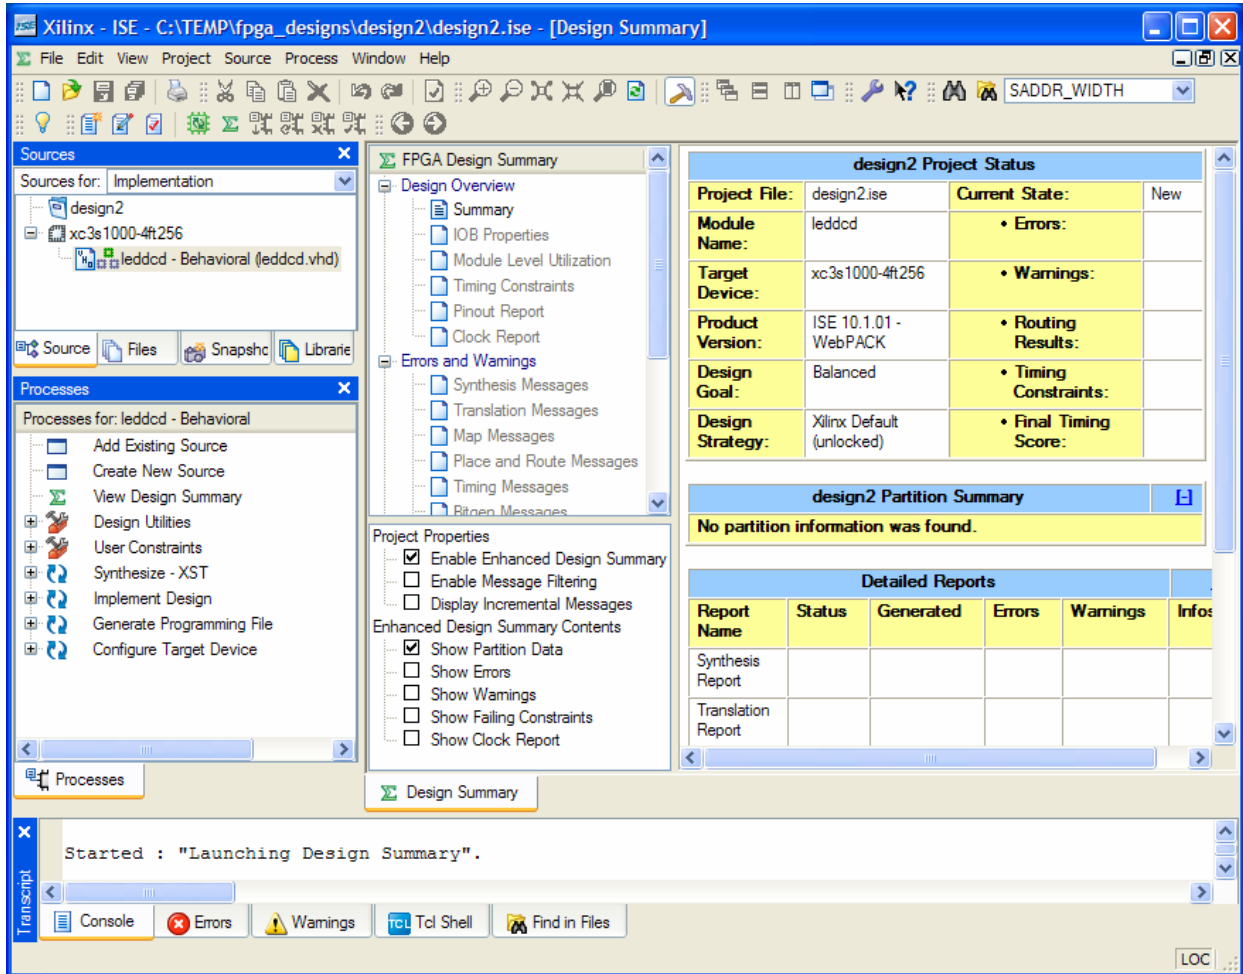 Xilinx - ISE - C:\TEMP\fpga_designs\design2\design2.ise - [Design Summary]
File Edit View Project Source Process Window Help
SADDR_WIDTH
Sources
Sources for: Implementation
design2
xc3s1000-4ft256
leddcd - Behavioral (leddcd.vhd)
Source Files Snapshc Librarie
Processes
Processes for: leddcd - Behavioral
Add Existing Source
Create New Source
View Design Summary
Design Utilities
User Constraints
Synthesize - XST
Implement Design
Generate Programming File
Configure Target Device
Processes
FPGA Design Summary
Design Overview
Summary
IOB Properties
Module Level Utilization
Timing Constraints
Pinout Report
Clock Report
Errors and Warnings
Synthesis Messages
Translation Messages
Map Messages
Place and Route Messages
Timing Messages
Bitgen Messages
Project Properties
Enable Enhanced Design Summary
Enable Message Filtering
Display Incremental Messages
Enhanced Design Summary Contents
Show Partition Data
Show Errors
Show Warnings
Show Failing Constraints
Show Clock Report
Design Summary
design2 Project Status
Project File: design2.ise Current State: New
Module Name: leddcd • Errors:
Target Device: xc3s1000-4ft256 • Warnings:
Product Version: ISE 10.1.01 - WebPACK • Routing Results:
Design Goal: Balanced • Timing Constraints:
Design Strategy: Xilinx Default (unlocked) • Final Timing Score:
design2 Partition Summary [-]
No partition information was found.
Detailed Reports
Report Name Status Generated Errors Warnings Infos
Synthesis Report
Translation Report
Transcript
Started : "Launching Design Summary".
Console Errors Warnings TCL Tcl Shell Find in Files
LOC